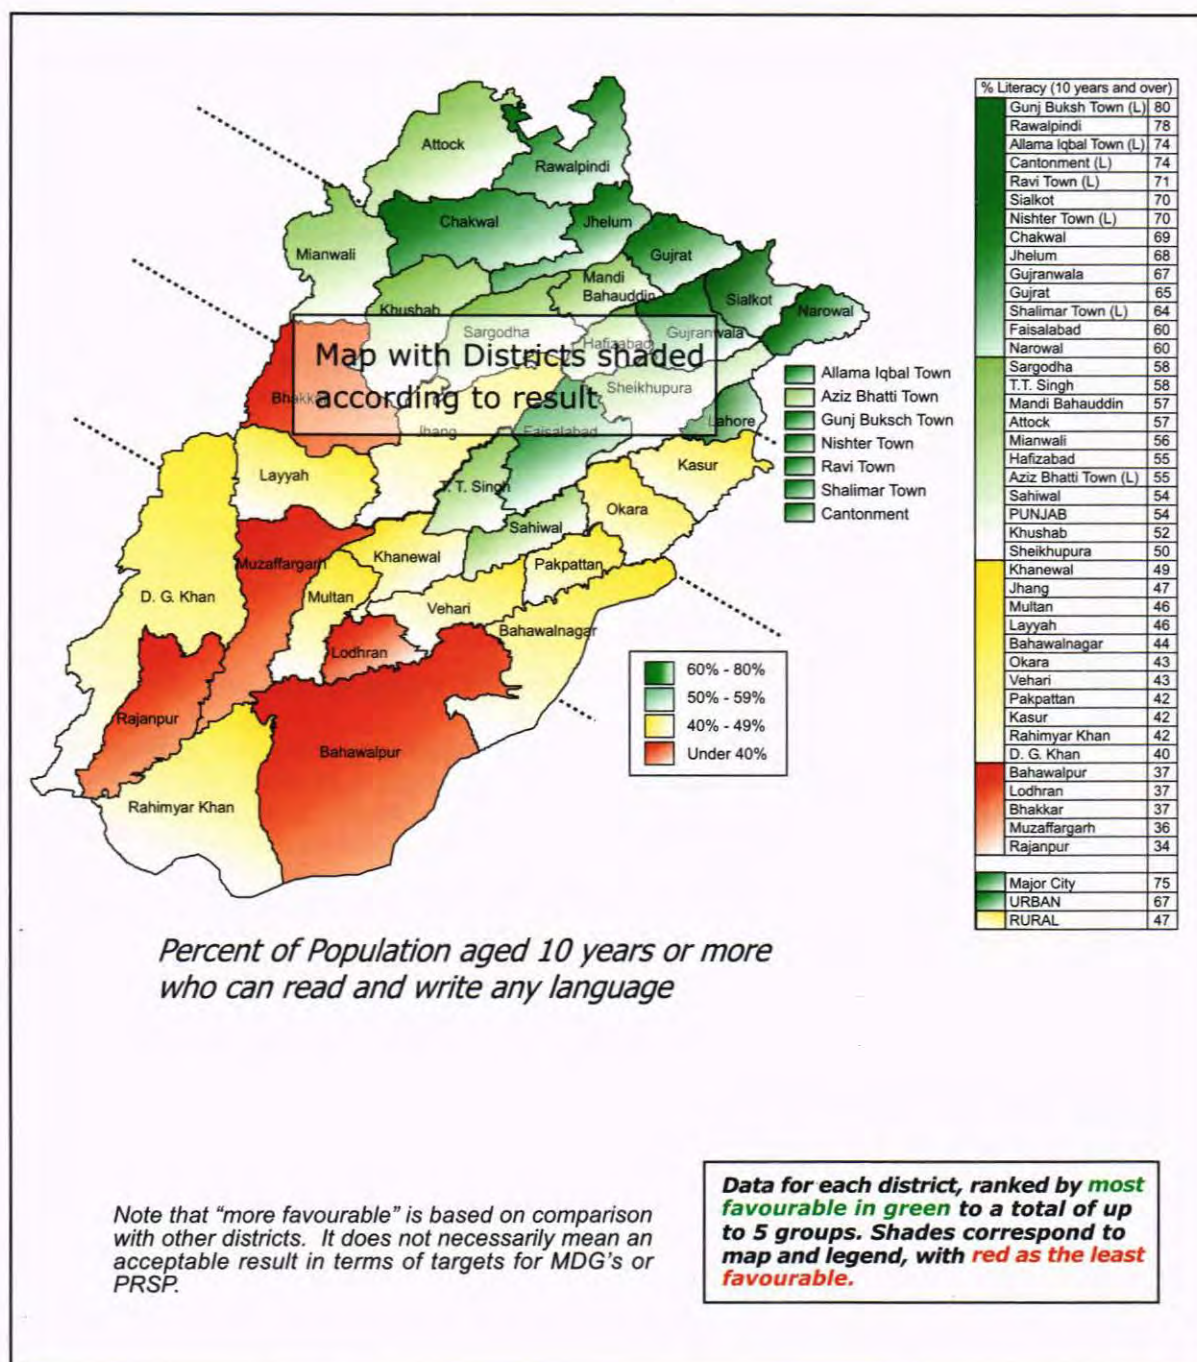 Attock
Rawalpindi
Chakwal
Jhelum
Mianwali
Gujrat
Mandi
Bahauddin
Khushab
Sialkot
Narowal
Sargodha
Hafizabad
Gujranwala
Map with Districts shaded
according to result
Sheikhupura
Jhang
Faisalabad
Lahore
Layyah
T. T. Singh
Kasur
Okara
Sahiwal
Khanewal
Muzaffargarh
Pakpattan
D. G. Khan
Multan
Vehari
Bahawalnagar
Lodhran
Rajanpur
Bahawalpur
Rahimyar Khan
Allama Iqbal Town
Aziz Bhatti Town
Gunj Buksch Town
Nishter Town
Ravi Town
Shalimar Town
Cantonment
60% - 80%
50% - 59%
40% - 49%
Under 40%
% Literacy (10 years and over)
Gunj Buksh Town (L) 80
Rawalpindi 78
Allama Iqbal Town (L) 74
Cantonment (L) 74
Ravi Town (L) 71
Sialkot 70
Nishter Town (L) 70
Chakwal 69
Jhelum 68
Gujranwala 67
Gujrat 65
Shalimar Town (L) 64
Faisalabad 60
Narowal 60
Sargodha 58
T.T. Singh 58
Mandi Bahauddin 57
Attock 57
Mianwali 56
Hafizabad 55
Aziz Bhatti Town (L) 55
Sahiwal 54
PUNJAB 54
Khushab 52
Sheikhupura 50
Khanewal 49
Jhang 47
Multan 46
Layyah 46
Bahawalnagar 44
Okara 43
Vehari 43
Pakpattan 42
Kasur 42
Rahimyar Khan 42
D. G. Khan 40
Bahawalpur 37
Lodhran 37
Bhakkar 37
Muzaffargarh 36
Rajanpur 34
Major City 75
URBAN 67
RURAL 47
Percent of Population aged 10 years or more
who can read and write any language
Note that “more favourable” is based on comparison
with other districts. It does not necessarily mean an
acceptable result in terms of targets for MDG's or
PRSP.
Data for each district, ranked by most
favourable in green to a total of up
to 5 groups. Shades correspond to
map and legend, with red as the least
favourable.